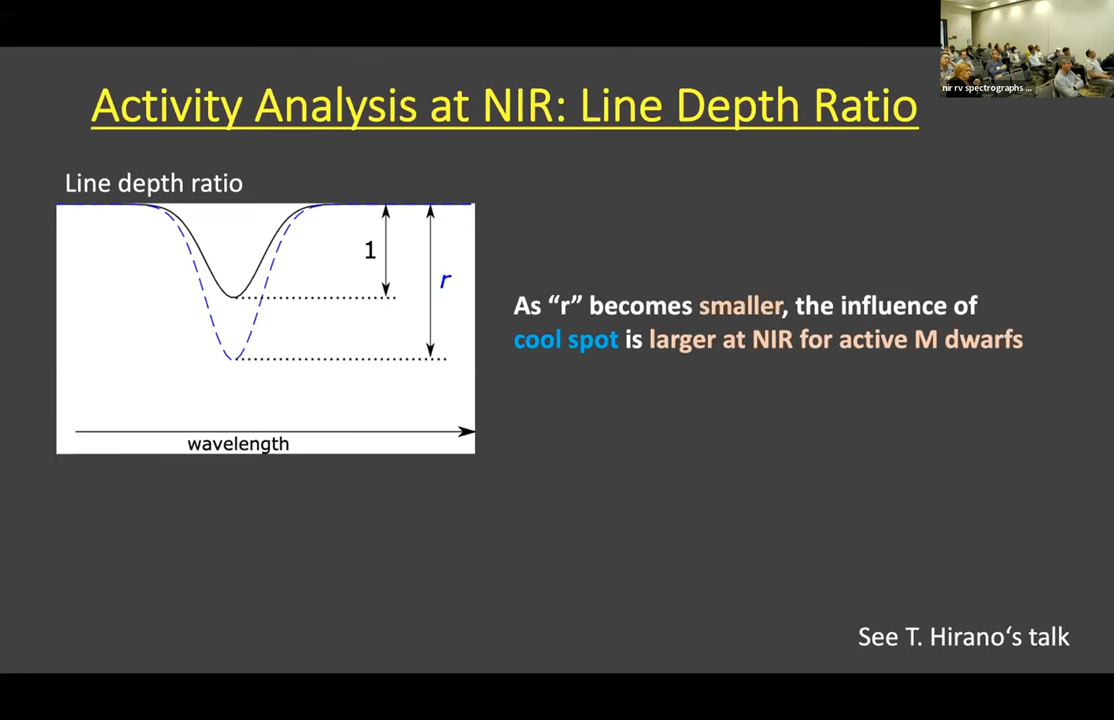 nir rv spectrographs ...
Activity Analysis at NIR: Line Depth Ratio
Line depth ratio
1
r
wavelength
As “r” becomes smaller, the influence of
cool spot is larger at NIR for active M dwarfs
See T. Hirano‘s talk